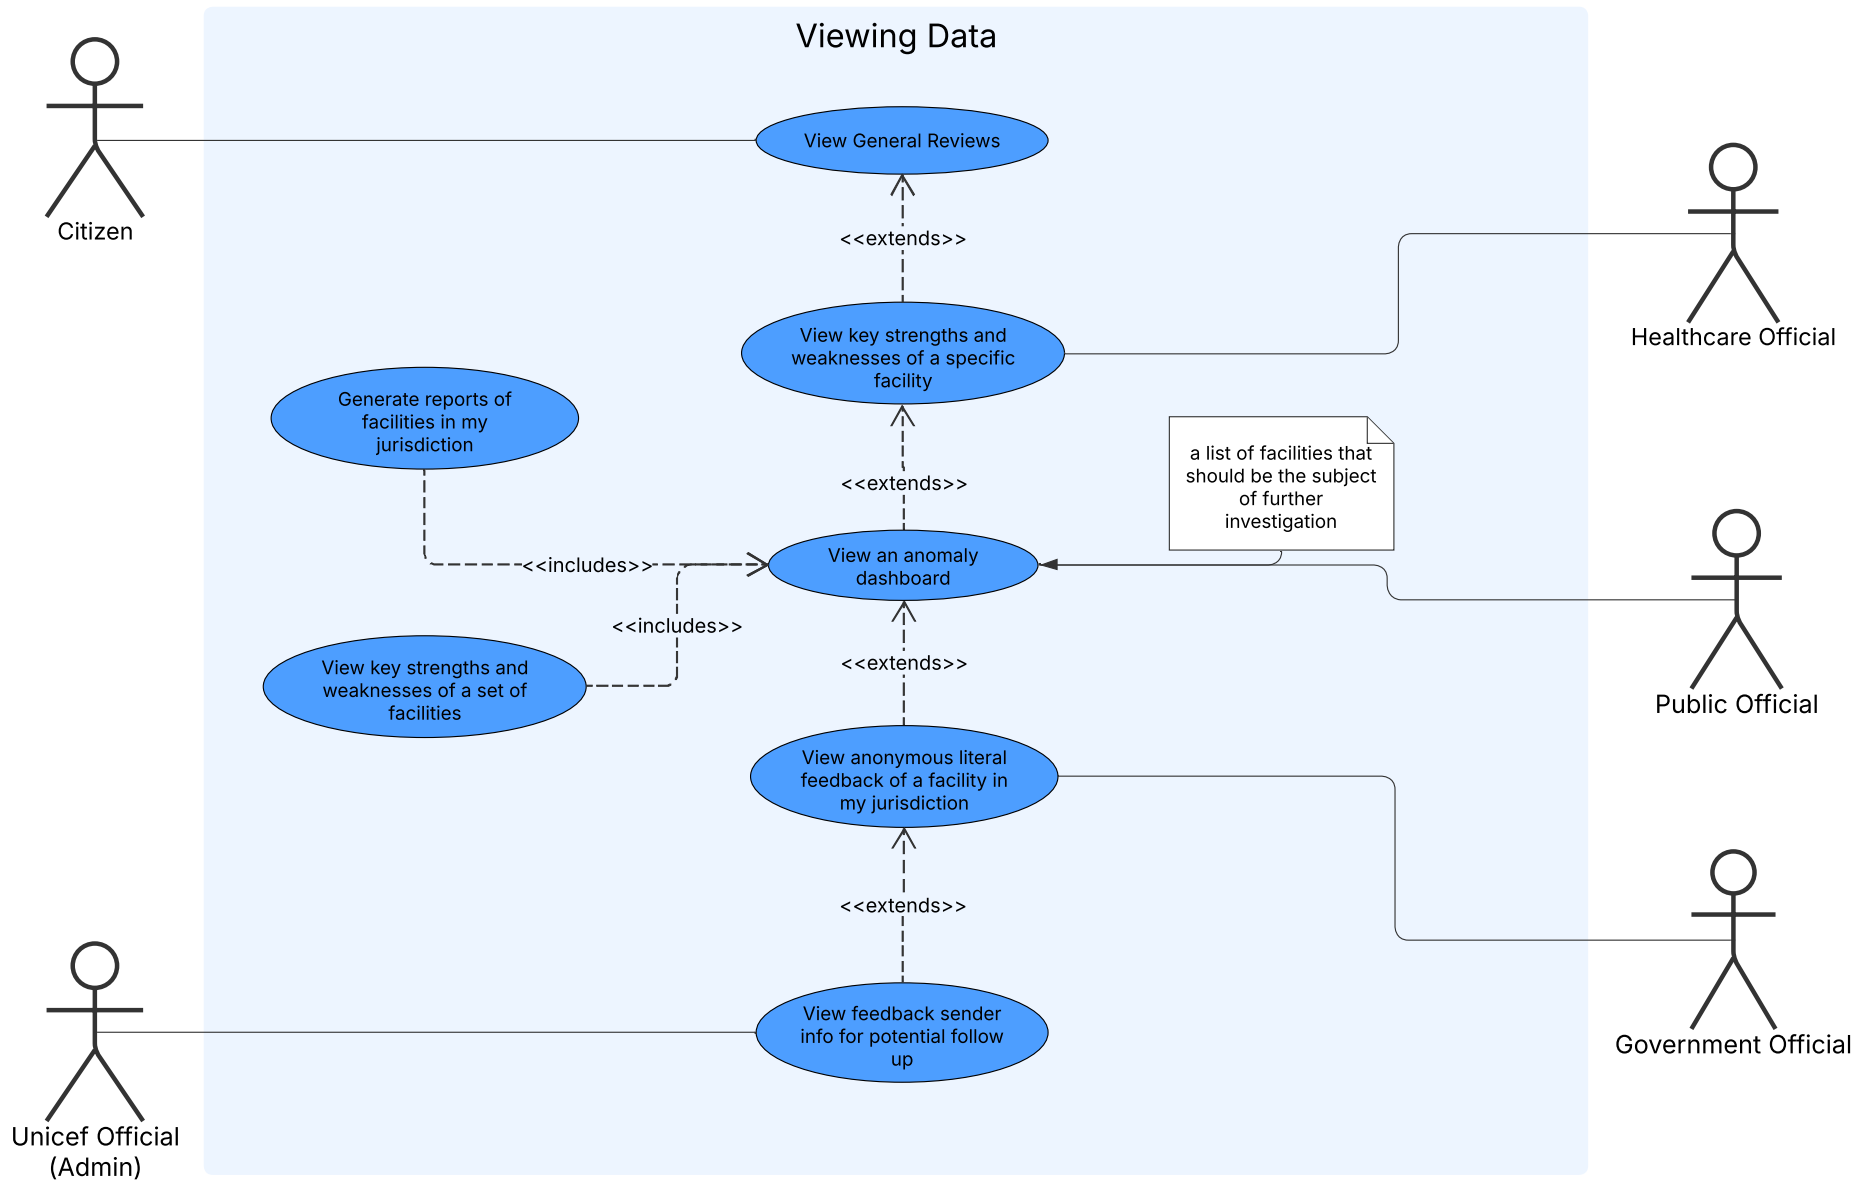 Viewing Data
Citizen
View General Reviews
<<extends>>
Healthcare Official
View key strengths and
weaknesses of a specific
facility
Generate reports of
facilities in my
jurisdiction
a list of facilities that
should be the subject
of further
investigation
<<extends>>
<<includes>>
View an anomaly
dashboard
<<includes>>
<<extends>>
View key strengths and
weaknesses of a set of
facilities
Public Official
View anonymous literal
feedback of a facility in
my jurisdiction
<<extends>>
View feedback sender
info for potential follow
up
Government Official
Unicef Official
(Admin)